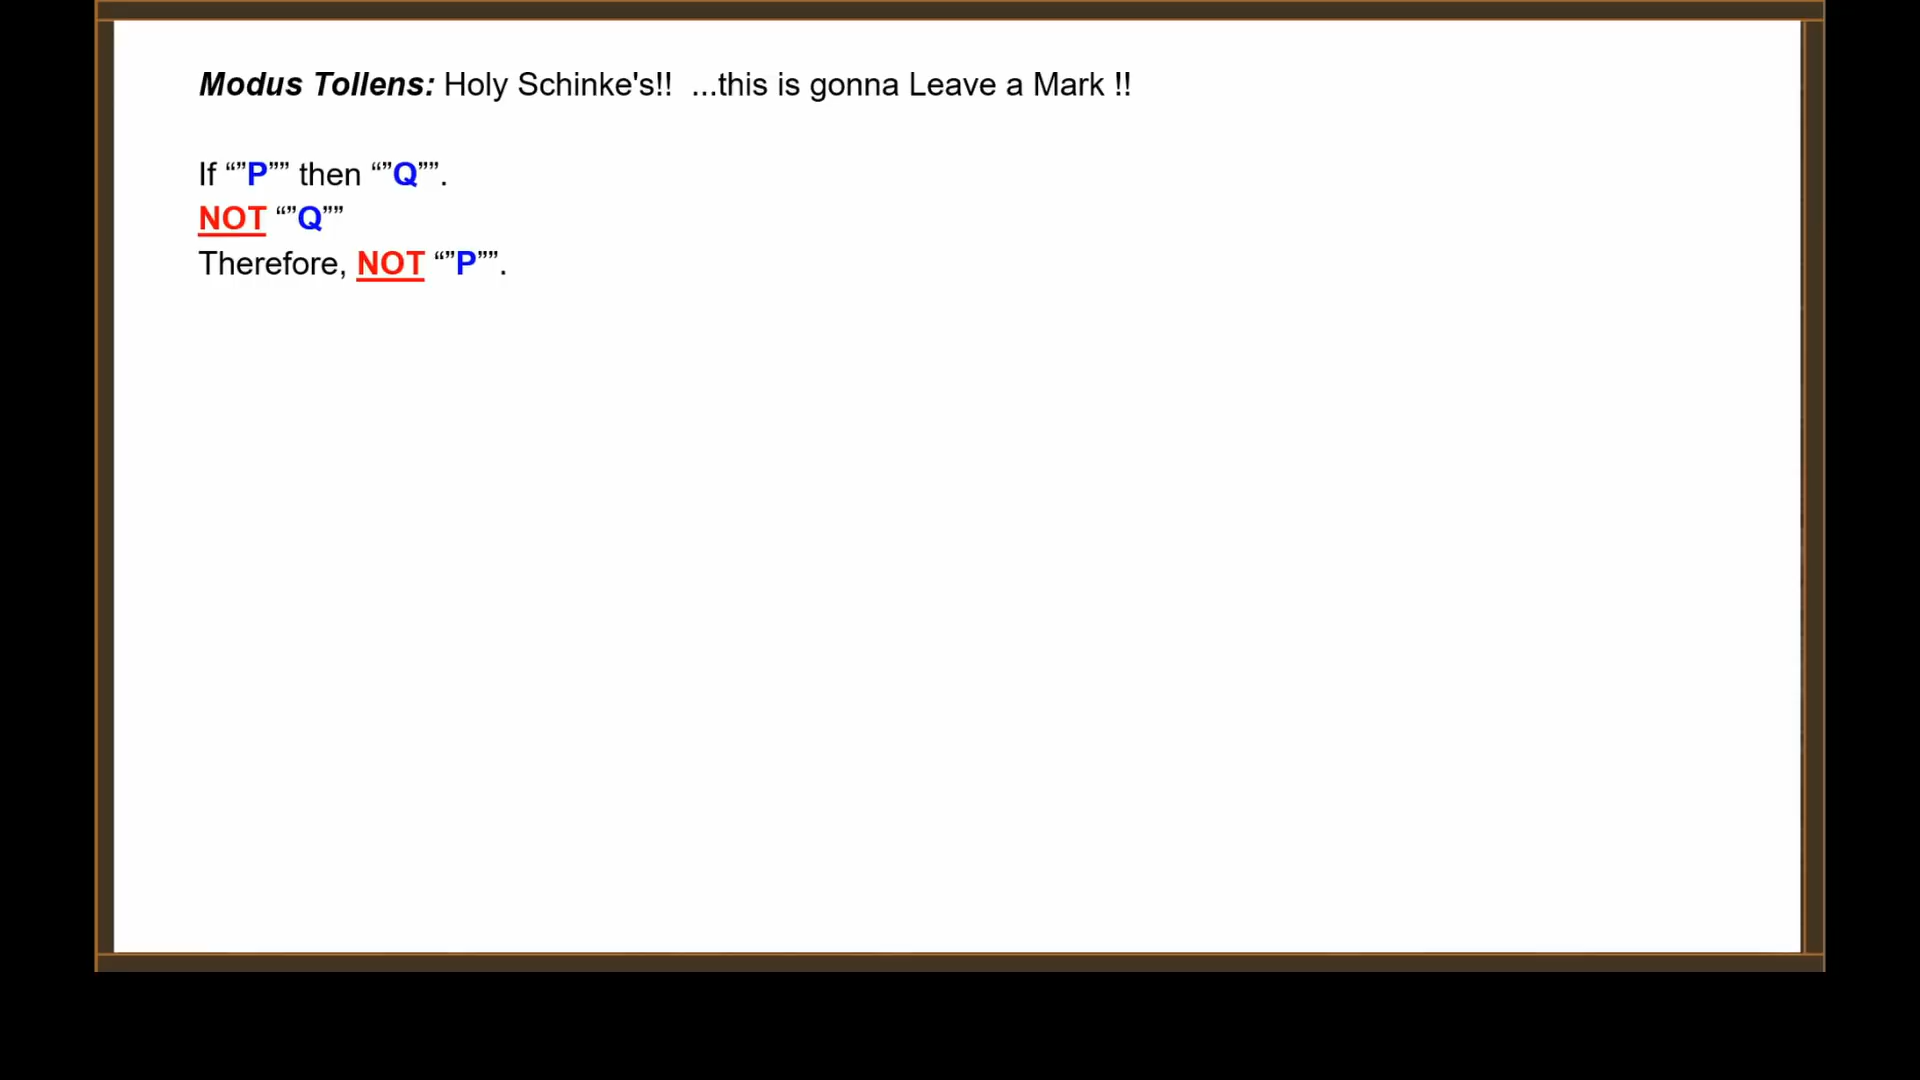 Modus Tollens: Holy Schinke's!!  ...this is gonna Leave a Mark !!
If “”P”” then “”Q””.
NOT “”Q””
Therefore, NOT “”P””.